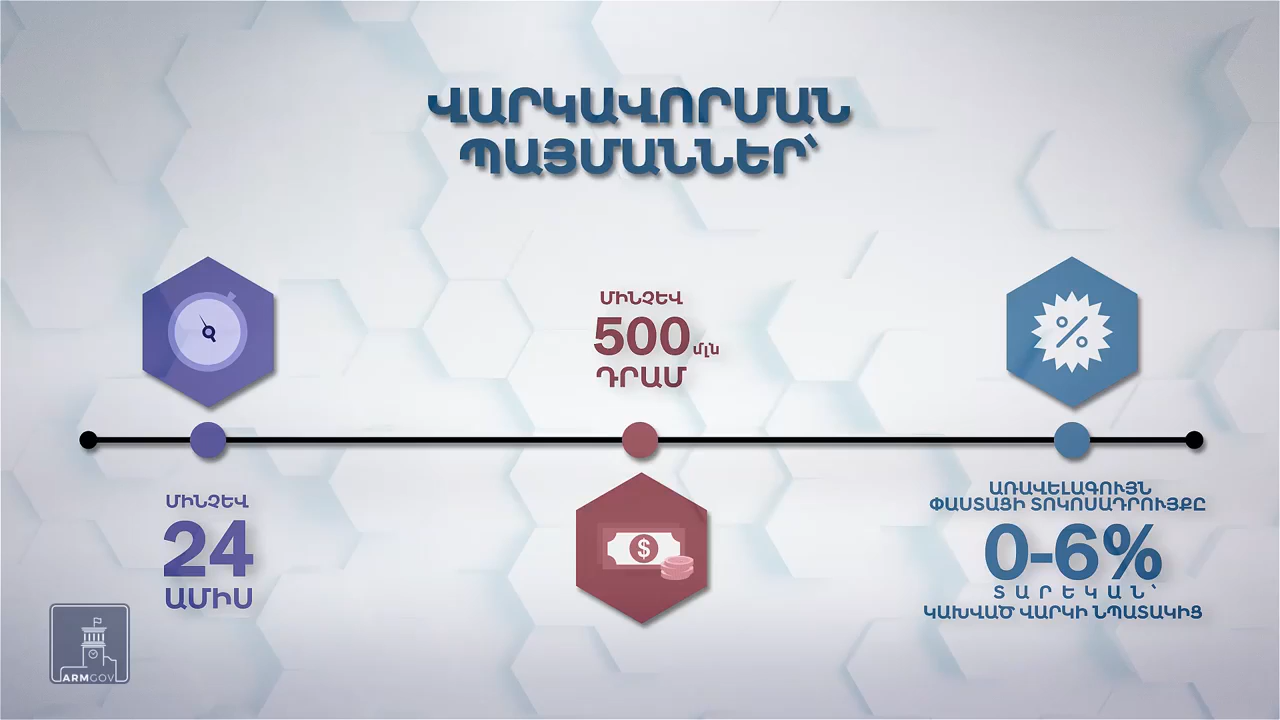 ՎԱՐԿԱՎՈՐՄԱՆ
ՊԱՅՄԱՆՆԵՐ՝
ՄԻՆՉԵՎ
24
ԱՄԻՍ
ՄԻՆՉԵՎ
500 մլն
ԴՐԱՄ
$
%
ԱՌԱՎԵԼԱԳՈՒՅՆ
ՓԱՍՏԱՑԻ ՏՈԿՈՍԱԴՐՈՒՅՔԸ
0-6%
ՏԱՐԵԿԱՆ՝
ԿԱԽՎԱԾ ՎԱՐԿԻ ՆՊԱՏԱԿԻՑ
ARMGOV